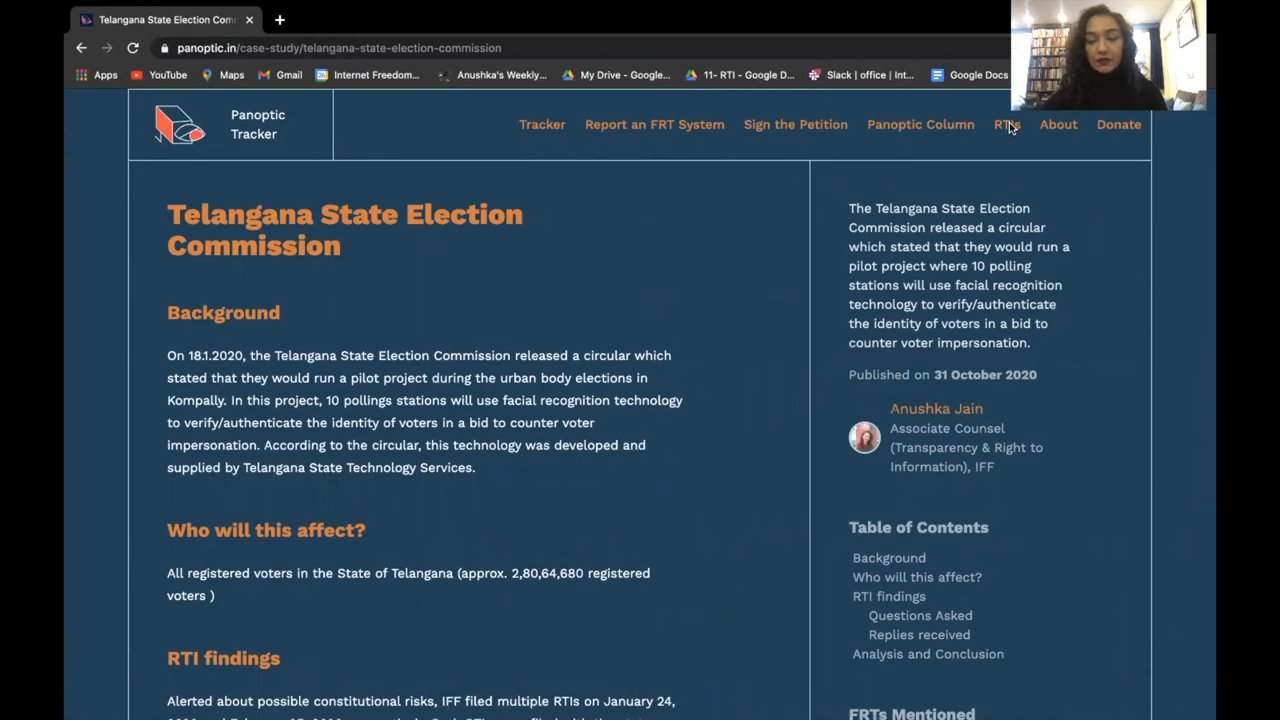 Telangana State Election Com
panoptic.in/case-study/telangana-state-election-commission
Apps
YouTube
Maps
Gmail
Internet Freedom...
Anushka's Weekly...
My Drive - Google...
11- RTI - Google D...
Slack | office | Int...
Google Docs
Panoptic
Tracker
Tracker
Report an FRT System
Sign the Petition
Panoptic Column
RTIs
About
Donate
Telangana State Election
Commission
Background
On 18.1.2020, the Telangana State Election Commission released a circular which
stated that they would run a pilot project during the urban body elections in
Kompally. In this project, 10 pollings stations will use facial recognition technology
to verify/authenticate the identity of voters in a bid to counter voter
impersonation. According to the circular, this technology was developed and
supplied by Telangana State Technology Services.
Who will this affect?
All registered voters in the State of Telangana (approx. 2,80,64,680 registered
voters )
RTI findings
Alerted about possible constitutional risks, IFF filed multiple RTIs on January 24,
The Telangana State Election
Commission released a circular
which stated that they would run a
pilot project where 10 polling
stations will use facial recognition
technology to verify/authenticate
the identity of voters in a bid to
counter voter impersonation.
Published on 31 October 2020
Anushka Jain
Associate Counsel
(Transparency & Right to
Information), IFF
Table of Contents
Background
Who will this affect?
RTI findings
Questions Asked
Replies received
Analysis and Conclusion
FRTs Mentioned